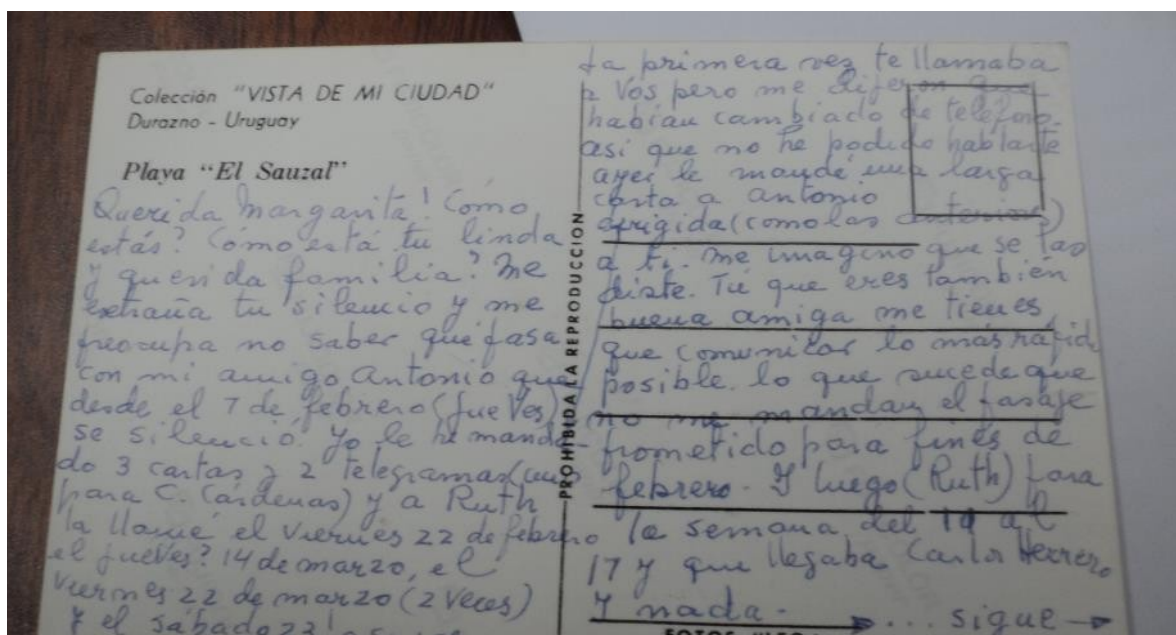 Colección "VISTA DE MI CIUDAD"
Durazno - Uruguay
Playa "El Sauzal"
Querida Margarita! Cómo
estás? Cómo está tu linda
y querida familia? Me
extraña tu silencio y me
preocupa no saber que pasa
con mi amigo Antonio que
desde el 7 de febrero (jueves)
se silenció. Yo le he manda-
do 3 cartas y 2 telegramas (uno
para C. Cárdenas) y a Ruth
la llamé el Viernes 22 de febrero
el jueves? 14 de marzo, el
viernes 22 de marzo (2 veces)
y el sábado 23!
PROHIBIDA LA REPRODUCCION
La primera vez te llamaba
a Vos pero me dijeron que
habían cambiado de teléfono.
así que no he podido hablarte
ayer le mandé una larga
carta a Antonio
dirigida (como las anteriores)
a ti. me imagino que se las
diste. Tú que eres también
buena amiga me tienes
que comunicar lo más rápido
posible. lo que sucede que
no me mandan el pasaje
prometido para fines de
febrero. Y luego (Ruth) para
la semana del 10 al
17 y que llegaba Carlos Herrero
Y nada. ... sigue →